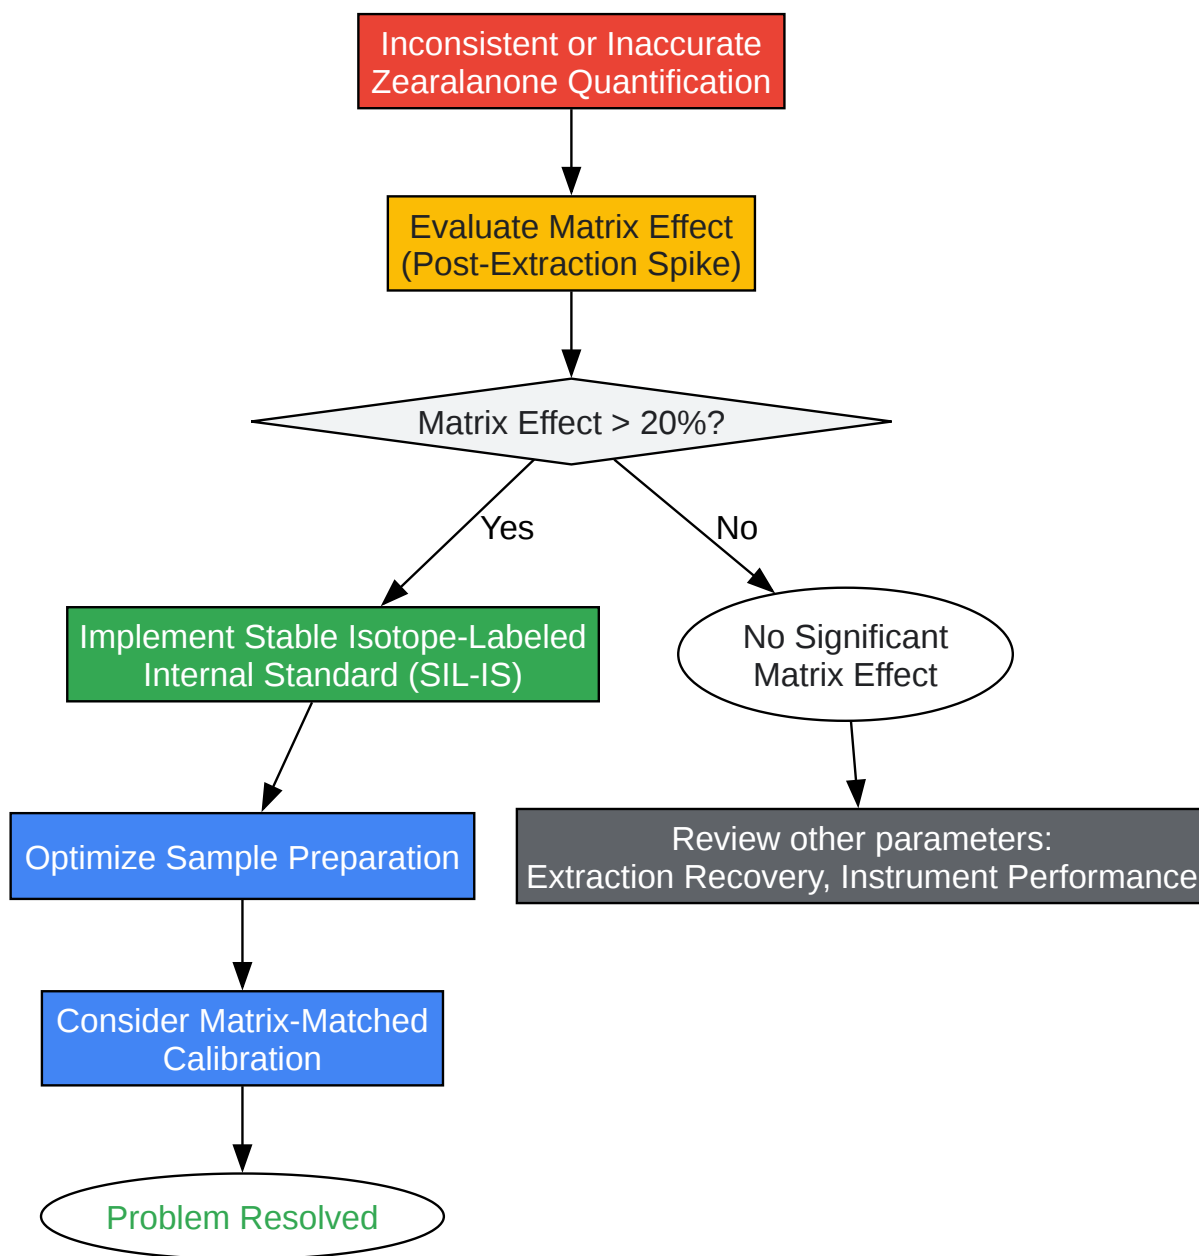 Inconsistent or Inaccurate
Zearalanone Quantification
Evaluate Matrix Effect
(Post-Extraction Spike)
Matrix Effect > 20%?
Yes
No
Implement Stable Isotope-Labeled
Internal Standard (SIL-IS)
No Significant
Matrix Effect
Optimize Sample Preparation
Review other parameters:
Extraction Recovery, Instrument Performance
Consider Matrix-Matched
Calibration
Problem Resolved